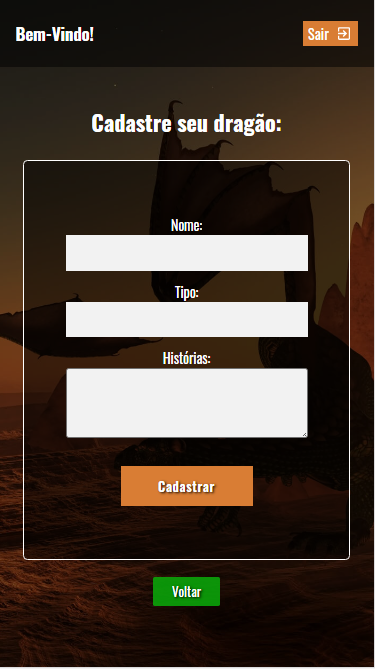 Bem-Vindo!
Sair
Cadastre seu dragão:
Nome:
Tipo:
Histórias:
Cadastrar
Voltar